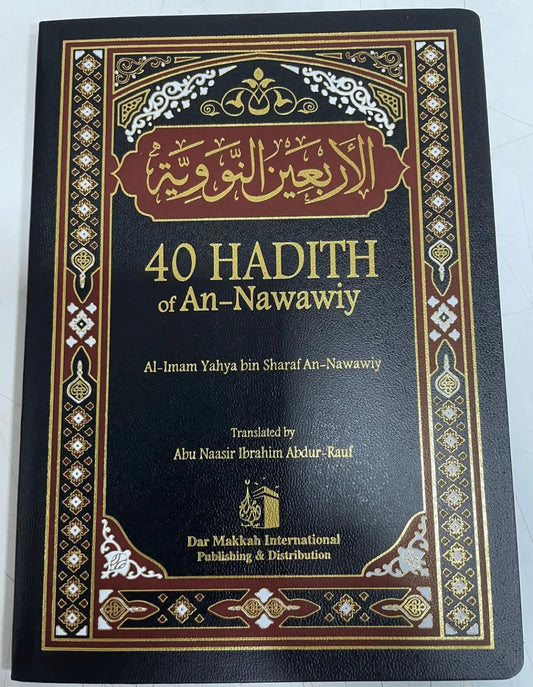 الأربعين النووية
40 HADITH
of An-Nawawiy
Al-Imam Yahya bin Sharaf An-Nawawiy
Translated by
Abu Naasir Ibrahim Abdur-Rauf
Dar Makkah International
Publishing & Distribution